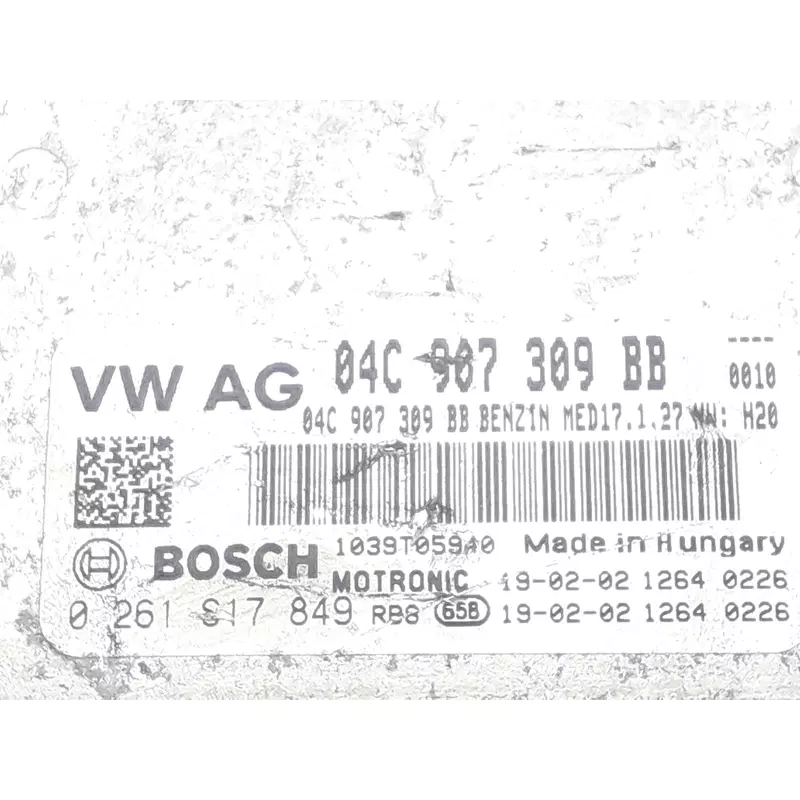 VW AG 04C 907 309 BB ----
0010
04C 907 309 BB BENZIN MED17.1.27 HW: H20
BOSCH 1039T05940 Made in Hungary
MOTRONIC 19-02-02 1264 0226
0 261 S17 849 RB8 65B 19-02-02 1264 0226